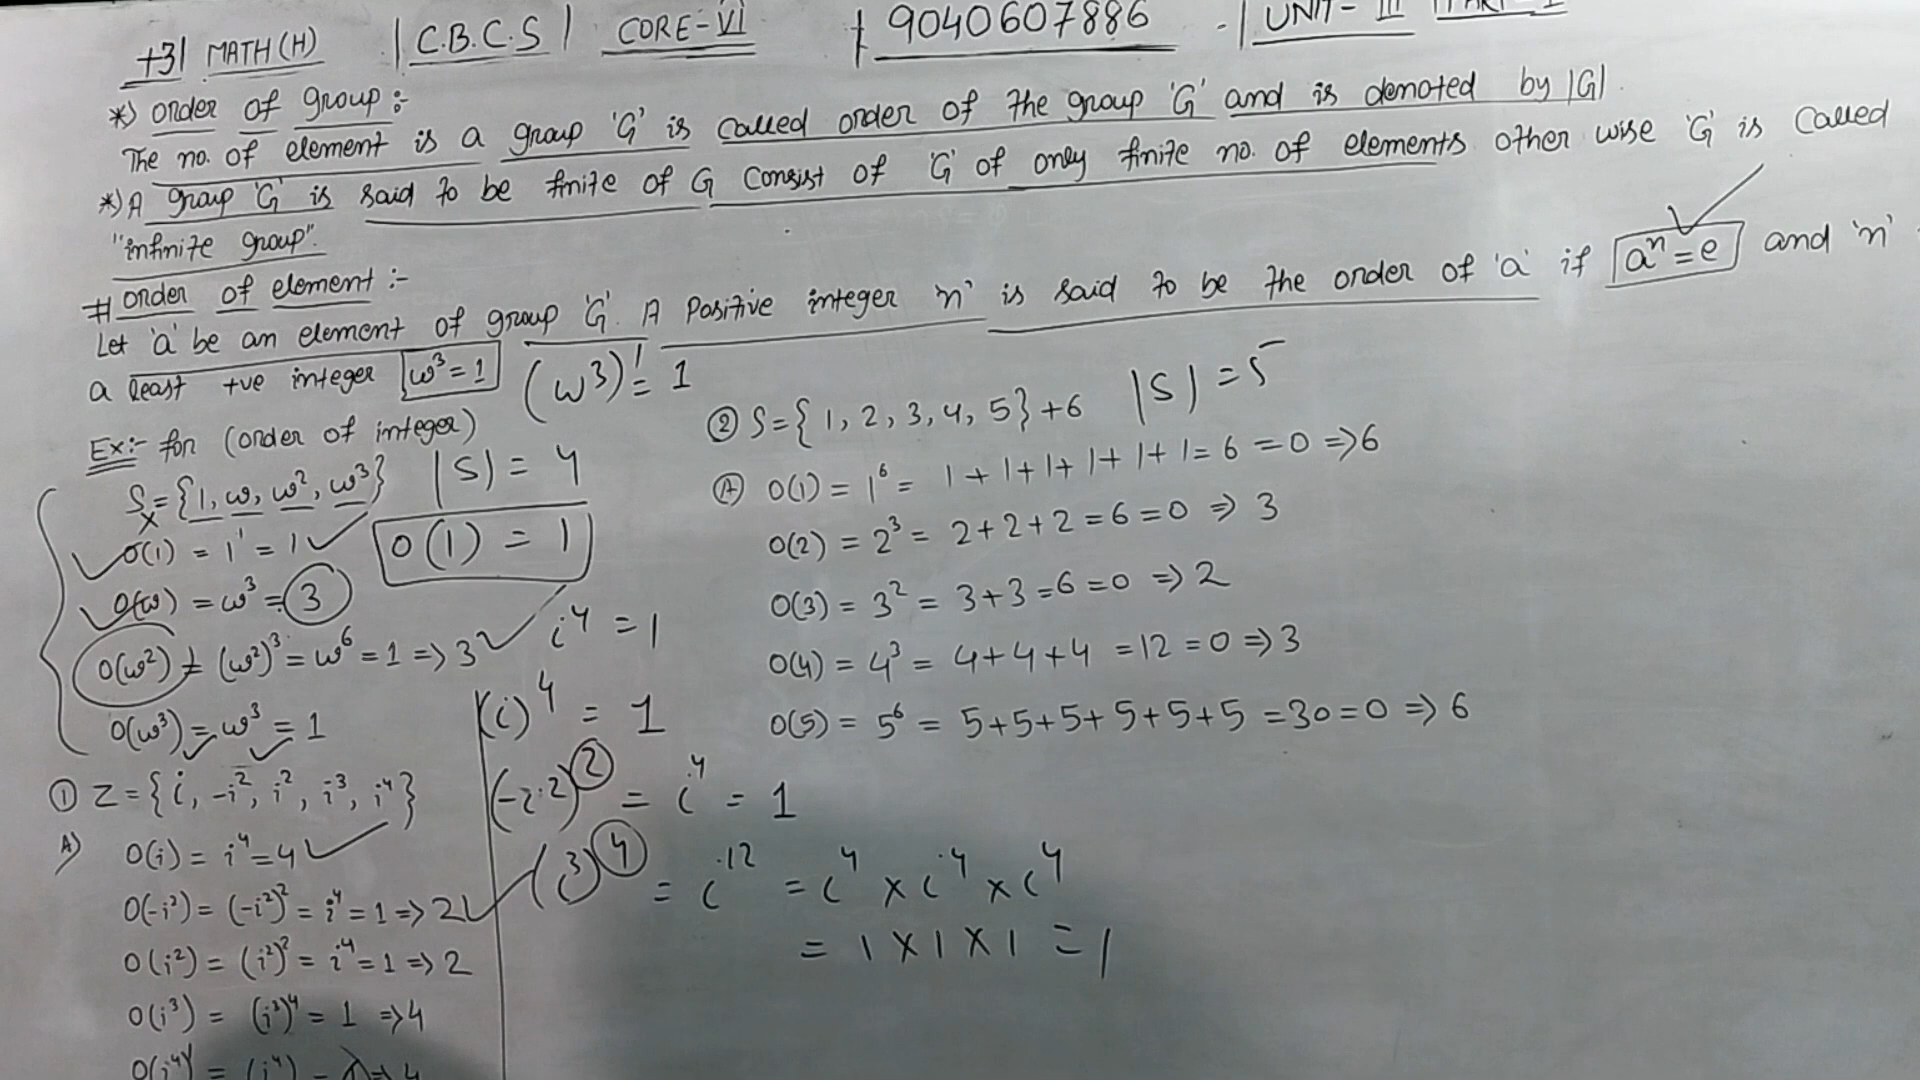 +3| MATH (H) | C.B.C.S | CORE-VI | 9040607886 - | UNIT- III PART-I
*) order of group :-
The no. of element is a group 'G' is called order of the group 'G' and is denoted by |G|.
*) A group 'G' is said to be finite of G consist of 'G' of only finite no. of elements other wise 'G' is called
"infinite group".
# order of element :-
Let 'a' be an element of group 'G'. A positive integer 'n' is said to be the order of 'a' if aⁿ = e and 'n'
a least +ve integer ω³ = 1 (ω³)¹ = 1
Ex:- for (order of integer)
S = {1, ω, ω², ω³} |S| = 4
x
O(1) = 1¹ = 1 O(1) = 1
O(ω) = ω³ = 3
O(ω²) = (ω²)³ = ω⁶ = 1 => 3
O(ω³) = ω³ = 1
① Z = {i, -i², i², i³, i⁴}
A) O(i) = i⁴ = 4
O(-i²) = (-i²)² = i⁴ = 1 => 2
O(i²) = (i²)² = i⁴ = 1 => 2
O(i³) = (i³)⁴ = 1 => 4
O(i⁴) = (i⁴) = => 4
i⁴ = 1
(i)⁴ = 1
(-i²)² = i⁴ = 1
(i³)⁴ = i¹² = i⁴ × i⁴ × i⁴
= 1 × 1 × 1 = 1
② S = {1, 2, 3, 4, 5} +6 |S| = 5
Ⓐ O(1) = 1⁶ = 1+1+1+1+1+1 = 6 = 0 => 6
O(2) = 2³ = 2+2+2 = 6 = 0 => 3
O(3) = 3² = 3+3 = 6 = 0 => 2
O(4) = 4³ = 4+4+4 = 12 = 0 => 3
O(5) = 5⁶ = 5+5+5+5+5+5 = 30 = 0 => 6